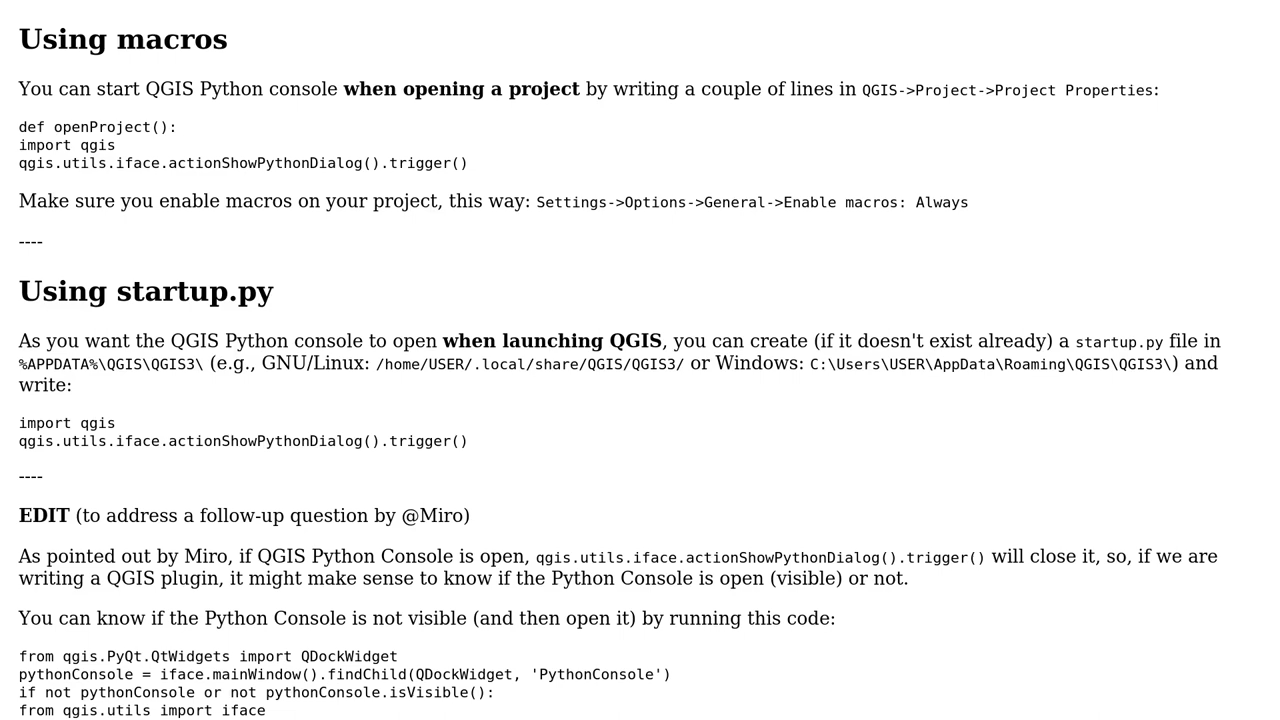 Using macros
You can start QGIS Python console when opening a project by writing a couple of lines in QGIS->Project->Project Properties:
def openProject():
import qgis
qgis.utils.iface.actionShowPythonDialog().trigger()
Make sure you enable macros on your project, this way: Settings->Options->General->Enable macros: Always
----
Using startup.py
As you want the QGIS Python console to open when launching QGIS, you can create (if it doesn't exist already) a startup.py file in
%APPDATA%\QGIS\QGIS3\ (e.g., GNU/Linux: /home/USER/.local/share/QGIS/QGIS3/ or Windows: C:\Users\USER\AppData\Roaming\QGIS\QGIS3\) and
write:
import qgis
qgis.utils.iface.actionShowPythonDialog().trigger()
----
EDIT (to address a follow-up question by @Miro)
As pointed out by Miro, if QGIS Python Console is open, qgis.utils.iface.actionShowPythonDialog().trigger() will close it, so, if we are
writing a QGIS plugin, it might make sense to know if the Python Console is open (visible) or not.
You can know if the Python Console is not visible (and then open it) by running this code:
from qgis.PyQt.QtWidgets import QDockWidget
pythonConsole = iface.mainWindow().findChild(QDockWidget, 'PythonConsole')
if not pythonConsole or not pythonConsole.isVisible():
from qgis.utils import iface